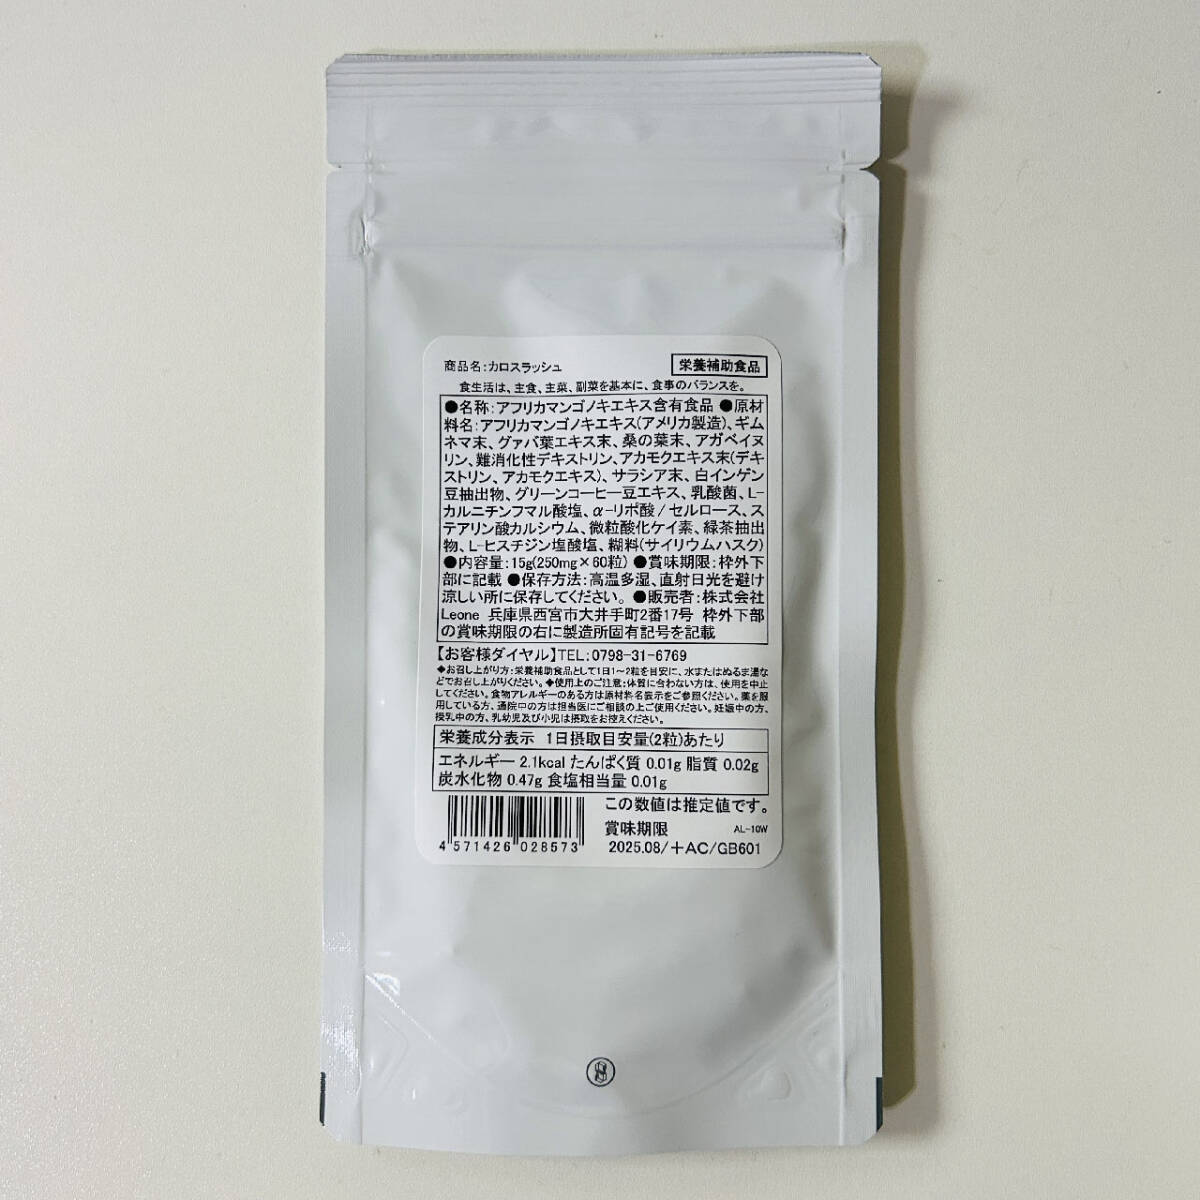 商品名:カロスラッシュ
栄養補助食品
食生活は、主食、主菜、副菜を基本に、食事のバランスを。
●名称:アフリカマンゴノキエキス含有食品 ●原材
料名:アフリカマンゴノキエキス(アメリカ製造)、ギム
ネマ末、グァバ葉エキス末、桑の葉末、アガベイヌ
リン、難消化性デキストリン、アカモクエキス末(デキ
ストリン、アカモクエキス)、サラシア末、白インゲン
豆抽出物、グリーンコーヒー豆エキス、乳酸菌、L-
カルニチンフマル酸塩、α-リポ酸/セルロース、ス
テアリン酸カルシウム、微粒酸化ケイ素、緑茶抽出
物、L-ヒスチジン塩酸塩、糊料(サイリウムハスク)
●内容量:15g(250mg×60粒) ●賞味期限:枠外下
部に記載 ●保存方法:高温多湿、直射日光を避け
涼しい所に保存してください。 ●販売者:株式会社
Leone 兵庫県西宮市大井手町2番17号 枠外下部
の賞味期限の右に製造所固有記号を記載
【お客様ダイヤル】TEL:0798-31-6769
◆お召し上がり方:栄養補助食品として1日1~2粒を目安に、水またはぬるま湯な
どでお召し上がりください。◆使用上のご注意:体質に合わない方は、使用を中止
してください。食物アレルギーのある方は原材料名表示をご参照ください。薬を服
用している方、通院中の方は担当医にご相談の上ご使用ください。妊娠中の方、
授乳中の方、乳幼児及び小児は摂取をお控えください。
栄養成分表示 1日摂取目安量(2粒)あたり
エネルギー 2.1kcal たんぱく質 0.01g 脂質 0.02g
炭水化物 0.47g 食塩相当量 0.01g
この数値は推定値です。
賞味期限 AL-10W
2025.08/+AC/GB601
4 571426 028573